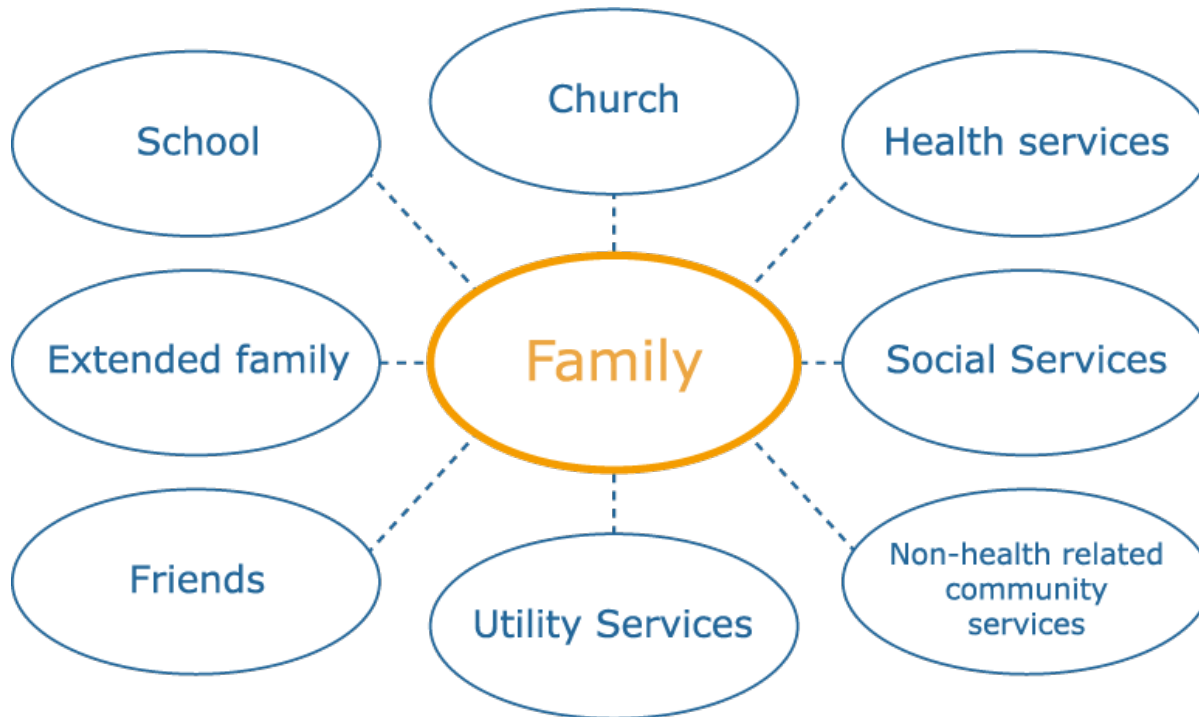 Church
School
Health services
Extended family
Family
Social Services
Friends
Utility Services
Non-health related
community
services